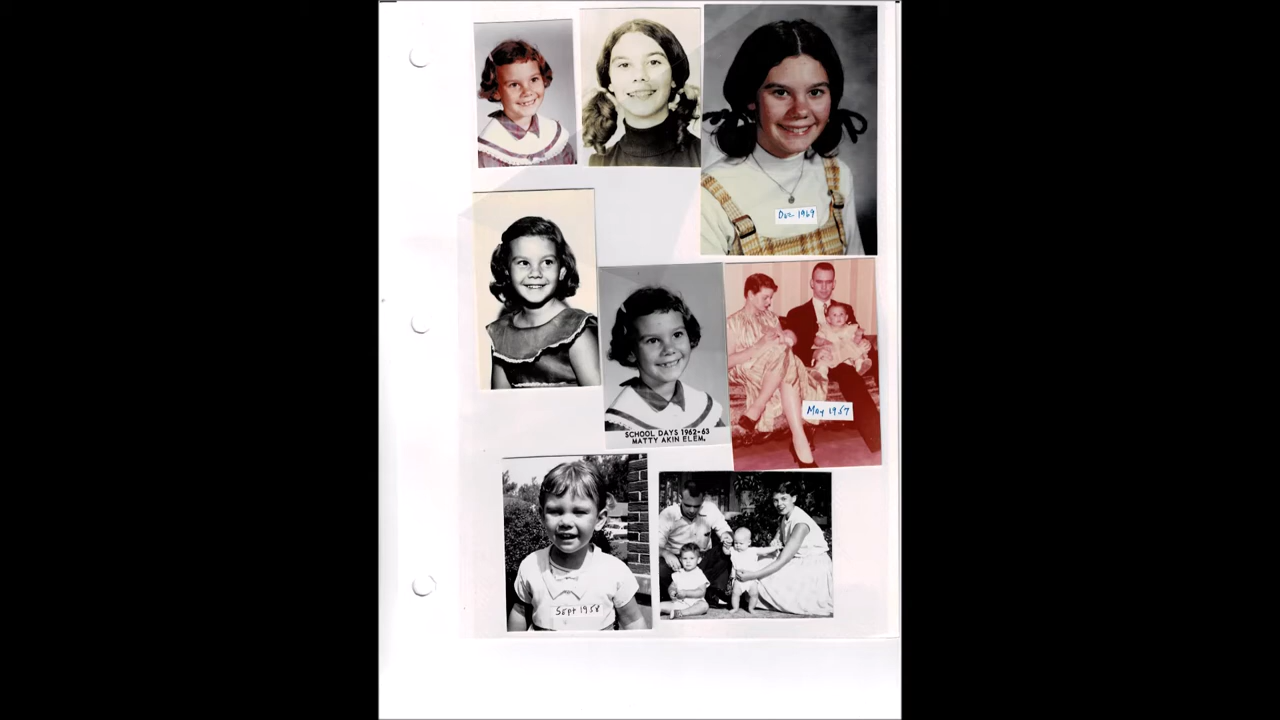 Dec 1969
SCHOOL DAYS 1962-63
MATTY AKIN ELEM.
May 1957
Sept 1958